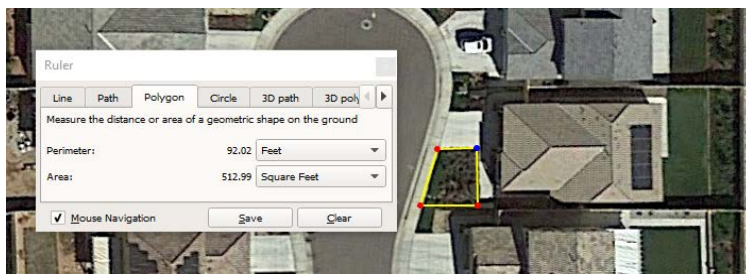 Ruler
Line Path Polygon Circle 3D path 3D poly
Measure the distance or area of a geometric shape on the ground
Perimeter: 92.02 Feet
Area: 512.99 Square Feet
Mouse Navigation Save Clear